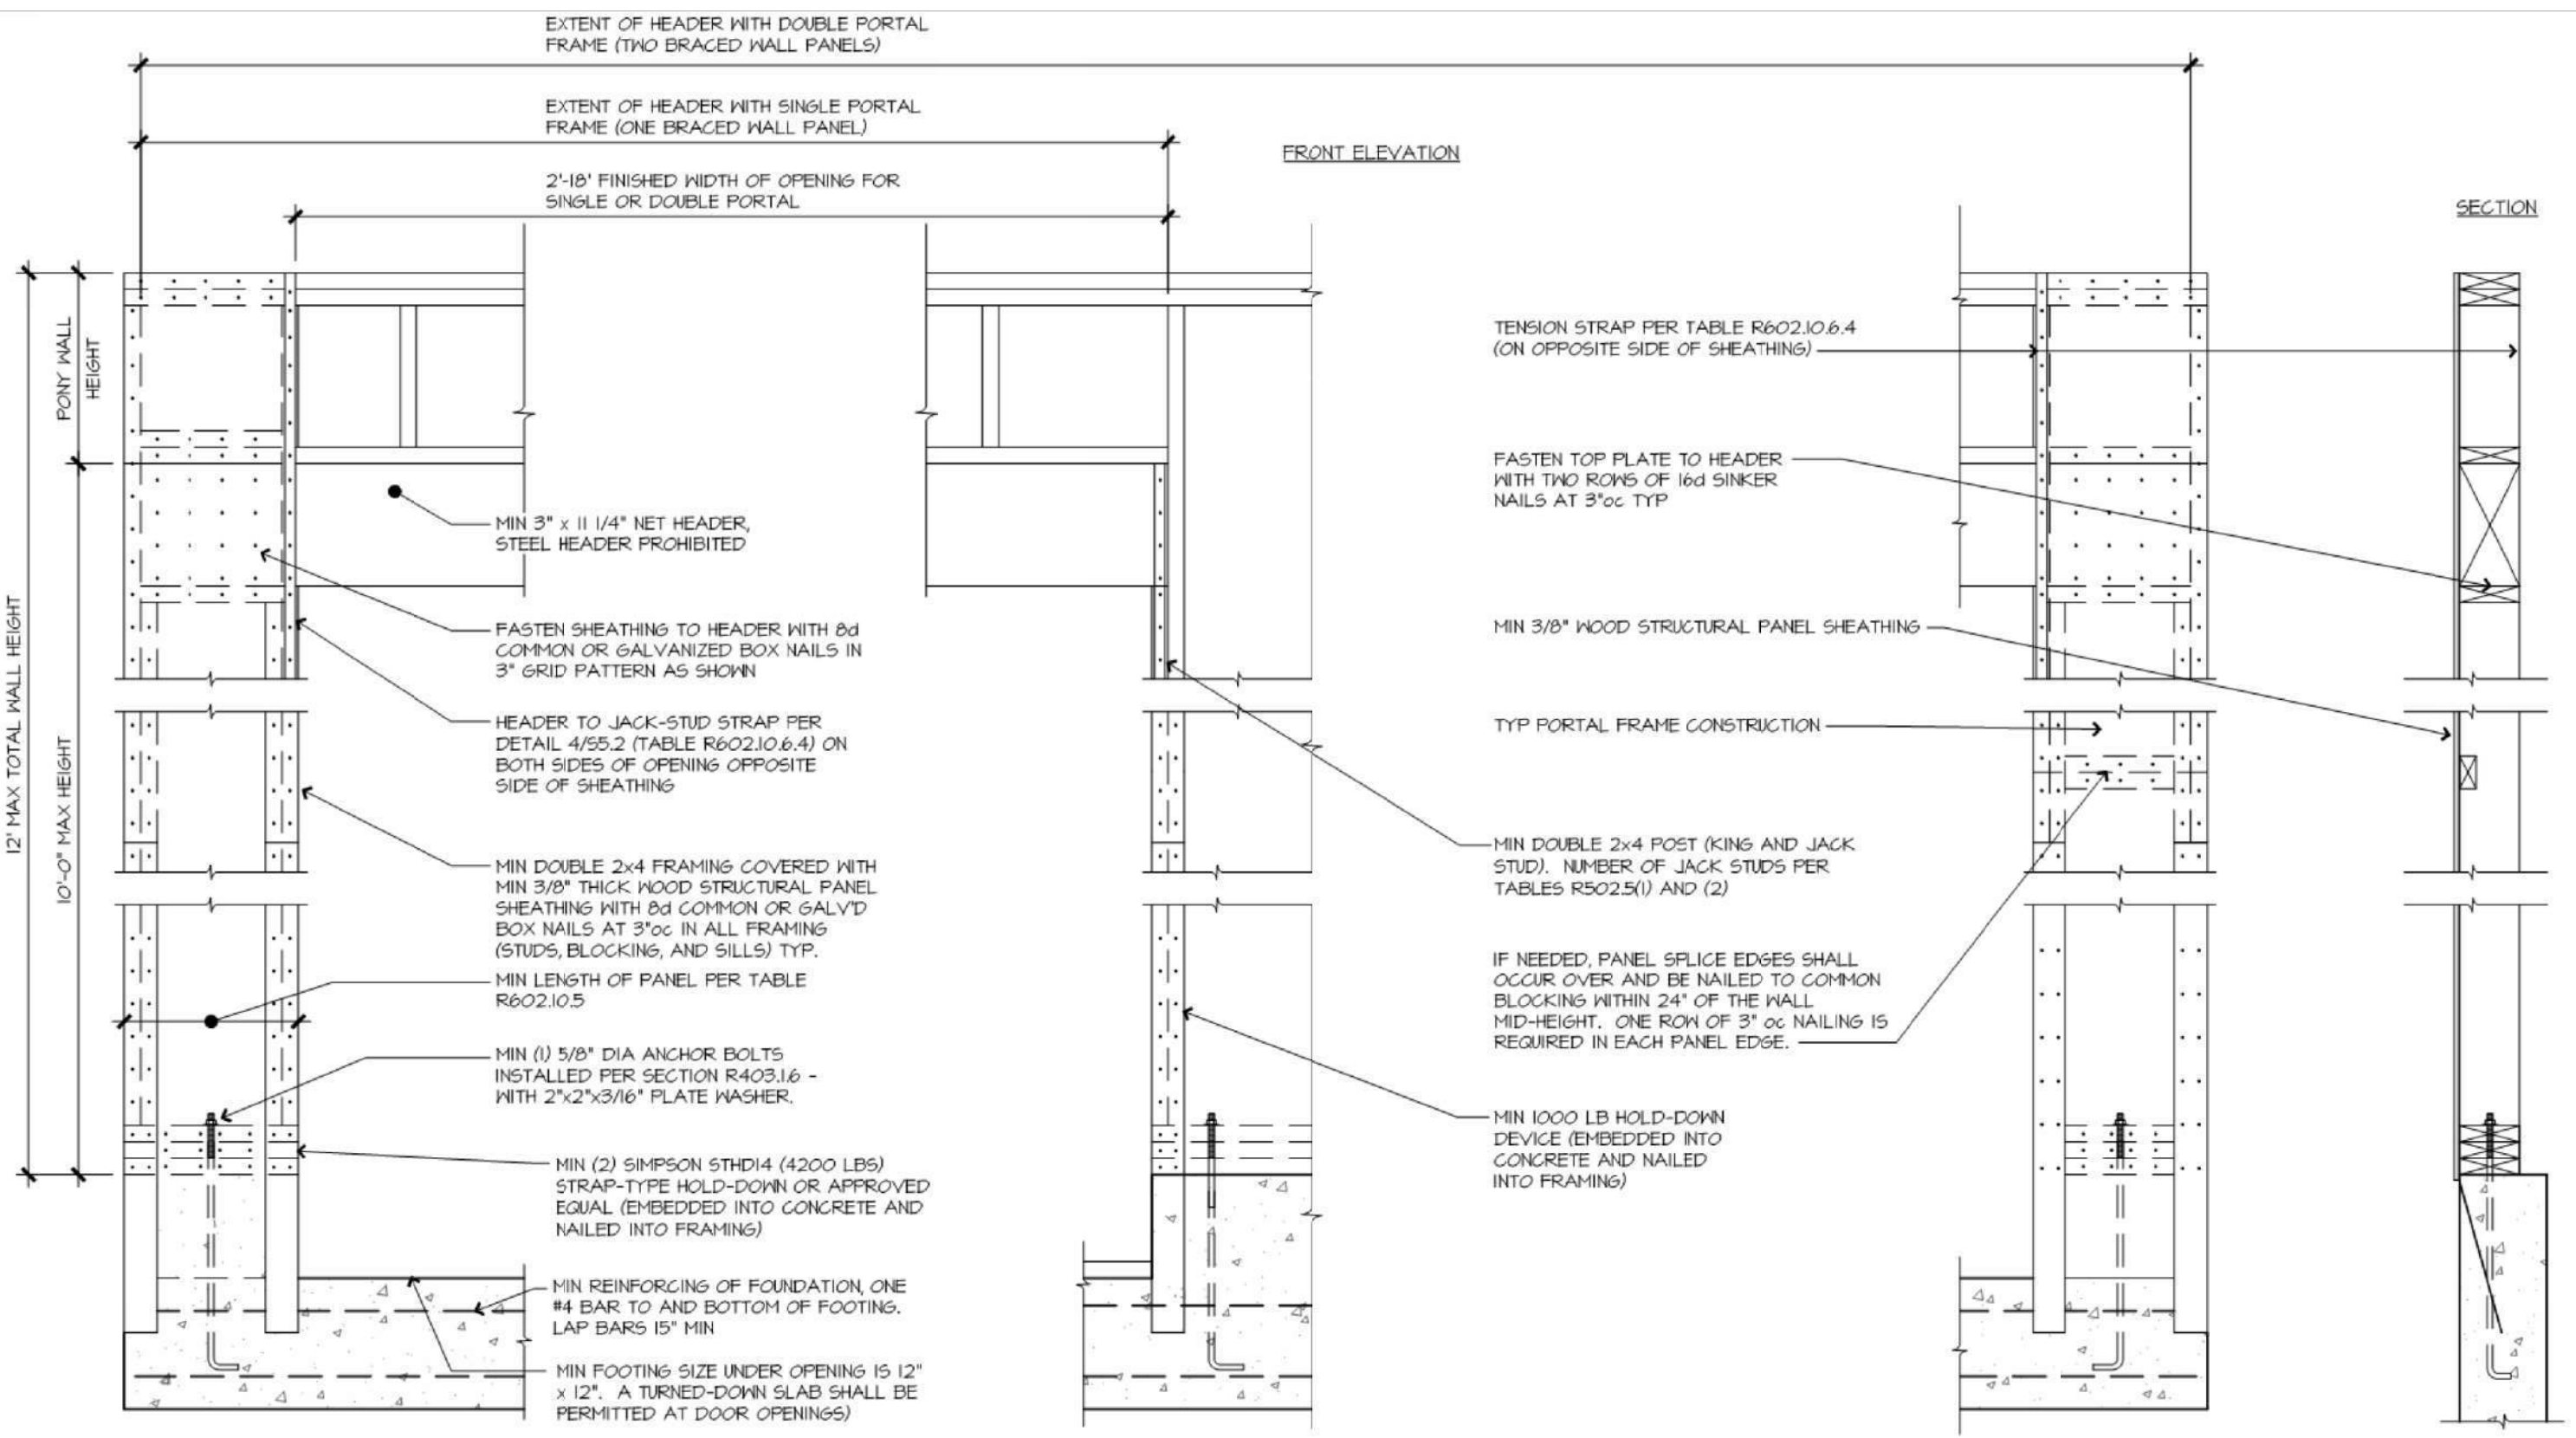 EXTENT OF HEADER WITH DOUBLE PORTAL
FRAME (TWO BRACED WALL PANELS)
EXTENT OF HEADER WITH SINGLE PORTAL
FRAME (ONE BRACED WALL PANEL)
2'-18' FINISHED WIDTH OF OPENING FOR
SINGLE OR DOUBLE PORTAL
FRONT ELEVATION
SECTION
12' MAX TOTAL WALL HEIGHT
PONY WALL
HEIGHT
10'-0" MAX HEIGHT
MIN 3" x 11 1/4" NET HEADER,
STEEL HEADER PROHIBITED
FASTEN SHEATHING TO HEADER WITH 8d
COMMON OR GALVANIZED BOX NAILS IN
3" GRID PATTERN AS SHOWN
HEADER TO JACK-STUD STRAP PER
DETAIL 4/S5.2 (TABLE R602.10.6.4) ON
BOTH SIDES OF OPENING OPPOSITE
SIDE OF SHEATHING
MIN DOUBLE 2x4 FRAMING COVERED WITH
MIN 3/8" THICK WOOD STRUCTURAL PANEL
SHEATHING WITH 8d COMMON OR GALV'D
BOX NAILS AT 3"oc IN ALL FRAMING
(STUDS, BLOCKING, AND SILLS) TYP.
MIN LENGTH OF PANEL PER TABLE
R602.10.5
MIN (1) 5/8" DIA ANCHOR BOLTS
INSTALLED PER SECTION R403.1.6 -
WITH 2"x2"x3/16" PLATE WASHER.
MIN (2) SIMPSON STHD14 (4200 LBS)
STRAP-TYPE HOLD-DOWN OR APPROVED
EQUAL (EMBEDDED INTO CONCRETE AND
NAILED INTO FRAMING)
MIN REINFORCING OF FOUNDATION, ONE
#4 BAR TO AND BOTTOM OF FOOTING.
LAP BARS 15" MIN
MIN FOOTING SIZE UNDER OPENING IS 12"
x 12". A TURNED-DOWN SLAB SHALL BE
PERMITTED AT DOOR OPENINGS)
TENSION STRAP PER TABLE R602.10.6.4
(ON OPPOSITE SIDE OF SHEATHING)
FASTEN TOP PLATE TO HEADER
WITH TWO ROWS OF 16d SINKER
NAILS AT 3"oc TYP
MIN 3/8" WOOD STRUCTURAL PANEL SHEATHING
TYP PORTAL FRAME CONSTRUCTION
MIN DOUBLE 2x4 POST (KING AND JACK
STUD). NUMBER OF JACK STUDS PER
TABLES R502.5(1) AND (2)
IF NEEDED, PANEL SPLICE EDGES SHALL
OCCUR OVER AND BE NAILED TO COMMON
BLOCKING WITHIN 24" OF THE WALL
MID-HEIGHT. ONE ROW OF 3" oc NAILING IS
REQUIRED IN EACH PANEL EDGE.
MIN 1000 LB HOLD-DOWN
DEVICE (EMBEDDED INTO
CONCRETE AND NAILED
INTO FRAMING)